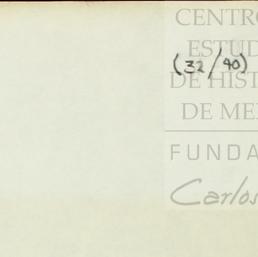 CENTRO
ESTUD
(32/40)
DE HIST
DE ME
FUNDA
Carlos